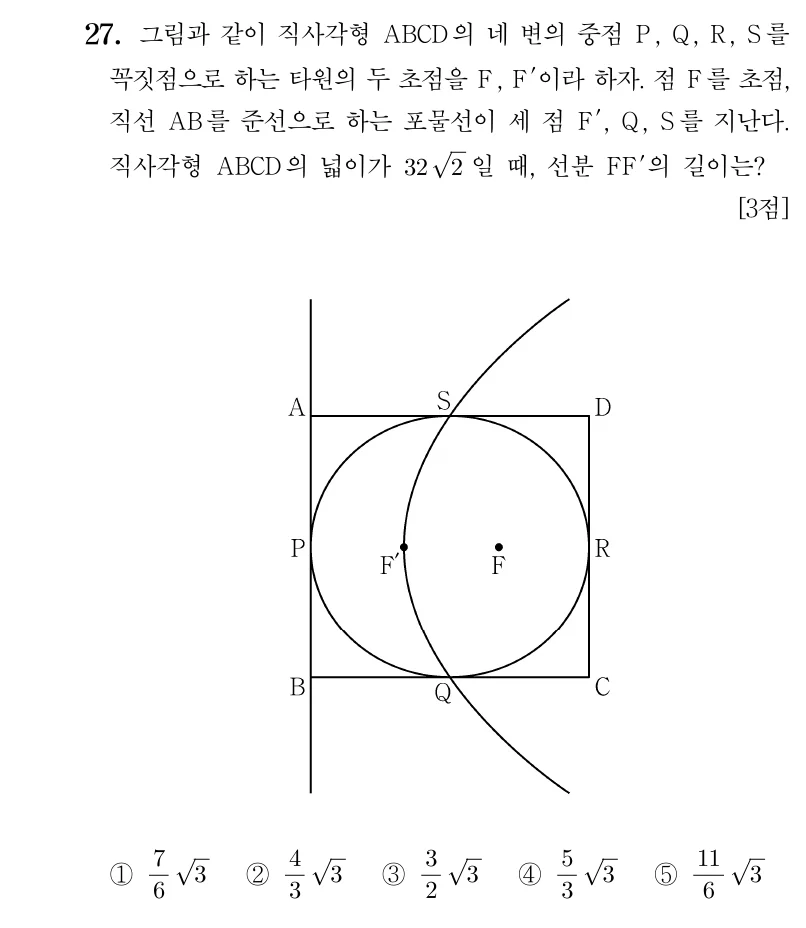 27. 그림과 같이 직사각형 ABCD의 네 변의 중점 P, Q, R, S를
꼭짓점으로 하는 타원의 두 초점을 F, F′이라 하자. 점 F를 초점,
직선 AB를 준선으로 하는 포물선이 세 점 F′, Q, S를 지난다.
직사각형 ABCD의 넓이가 32√2 일 때, 선분 FF′의 길이는?
[3점]
A S D
P F′ F R
B Q C
① 7/6 √3 ② 4/3 √3 ③ 3/2 √3 ④ 5/3 √3 ⑤ 11/6 √3